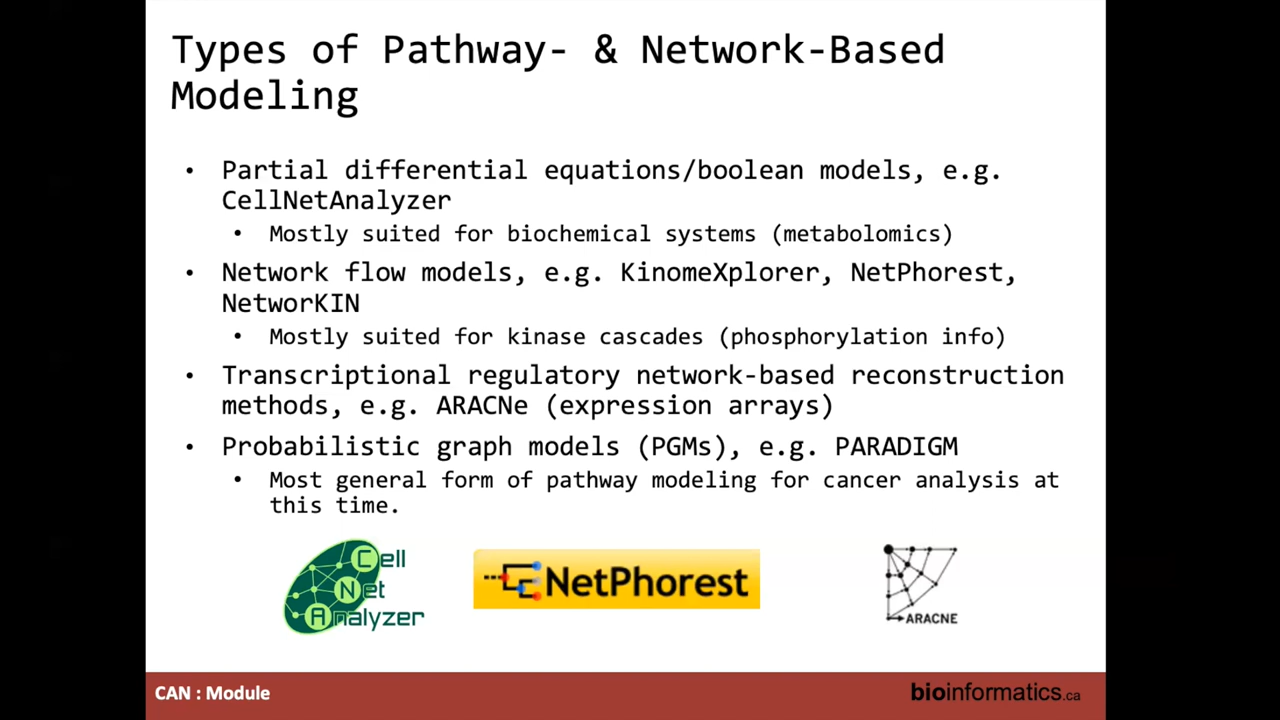 Types of Pathway- & Network-Based
Modeling
• Partial differential equations/boolean models, e.g.
CellNetAnalyzer
• Mostly suited for biochemical systems (metabolomics)
• Network flow models, e.g. KinomeXplorer, NetPhorest,
NetworKIN
• Mostly suited for kinase cascades (phosphorylation info)
• Transcriptional regulatory network-based reconstruction
methods, e.g. ARACNe (expression arrays)
• Probabilistic graph models (PGMs), e.g. PARADIGM
• Most general form of pathway modeling for cancer analysis at
this time.
Cell
Net
Analyzer
NetPhorest
ARACNE
CAN : Module
bioinformatics.ca